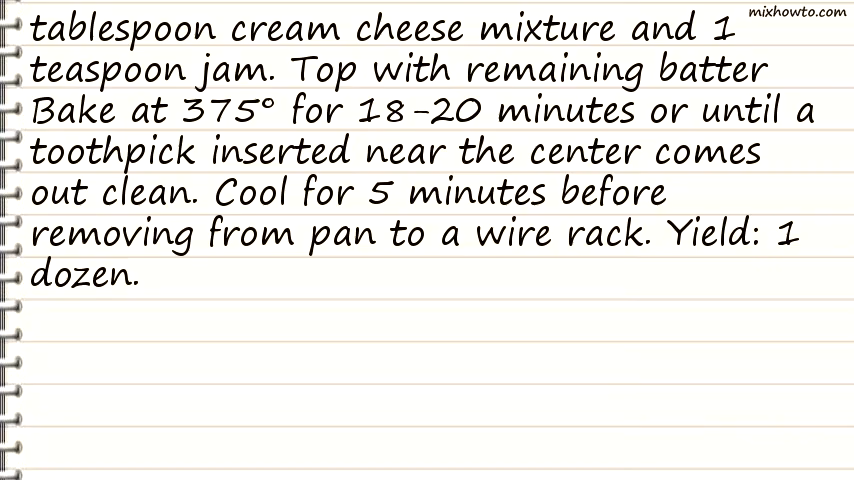 mixhowto.com
tablespoon cream cheese mixture and 1
teaspoon jam. Top with remaining batter
Bake at 375° for 18-20 minutes or until a
toothpick inserted near the center comes
out clean. Cool for 5 minutes before
removing from pan to a wire rack. Yield: 1
dozen.